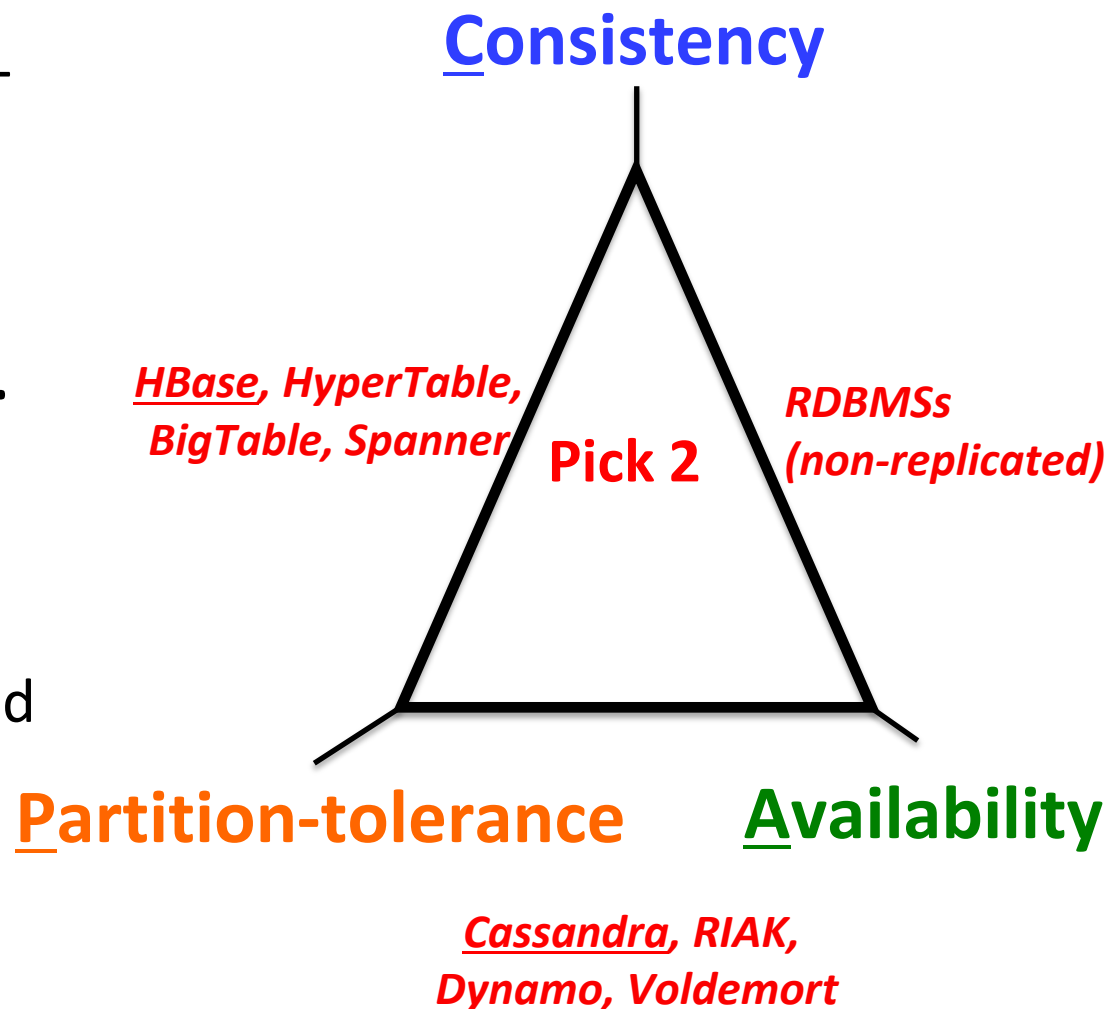 Consistency
HBase, HyperTable,
BigTable, Spanner
Pick 2
RDBMSs
(non-replicated)
d
Partition-tolerance
Availability
Cassandra, RIAK,
Dynamo, Voldemort